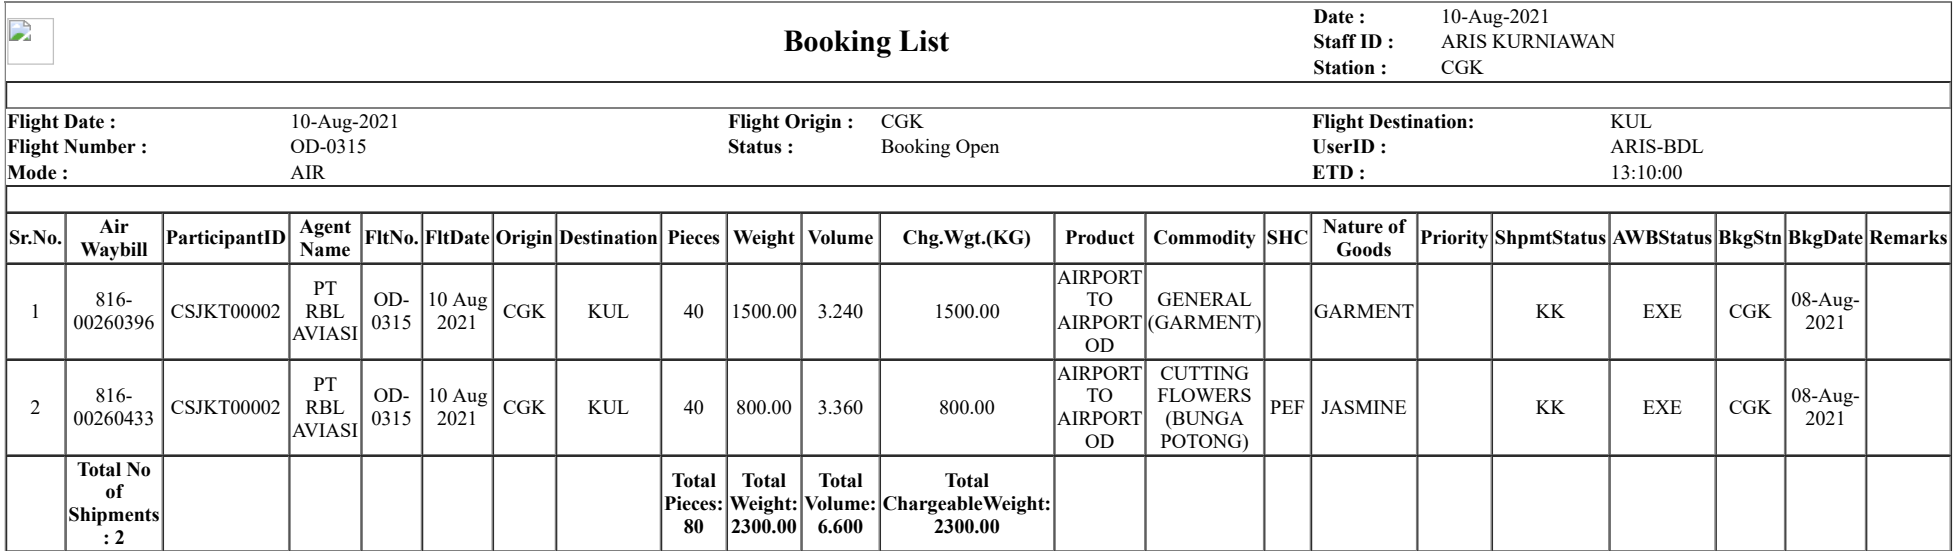 Booking List
Date : 10-Aug-2021
Staff ID : ARIS KURNIAWAN
Station : CGK
Flight Date : 10-Aug-2021 Flight Origin : CGK Flight Destination: KUL
Flight Number : OD-0315 Status : Booking Open UserID : ARIS-BDL
Mode : AIR ETD : 13:10:00
Sr.No. Air Waybill ParticipantID Agent Name FltNo. FltDate Origin Destination Pieces Weight Volume Chg.Wgt.(KG) Product Commodity SHC Nature of Goods Priority ShpmtStatus AWBStatus BkgStn BkgDate Remarks
1 816-00260396 CSJKT00002 PT RBL AVIASI OD-0315 10 Aug 2021 CGK KUL 40 1500.00 3.240 1500.00 AIRPORT TO AIRPORT OD GENERAL (GARMENT) GARMENT KK EXE CGK 08-Aug-2021
2 816-00260433 CSJKT00002 PT RBL AVIASI OD-0315 10 Aug 2021 CGK KUL 40 800.00 3.360 800.00 AIRPORT TO AIRPORT OD CUTTING FLOWERS (BUNGA POTONG) PEF JASMINE KK EXE CGK 08-Aug-2021
Total No of Shipments : 2 Total Pieces: 80 Total Weight: 2300.00 Total Volume: 6.600 Total ChargeableWeight: 2300.00